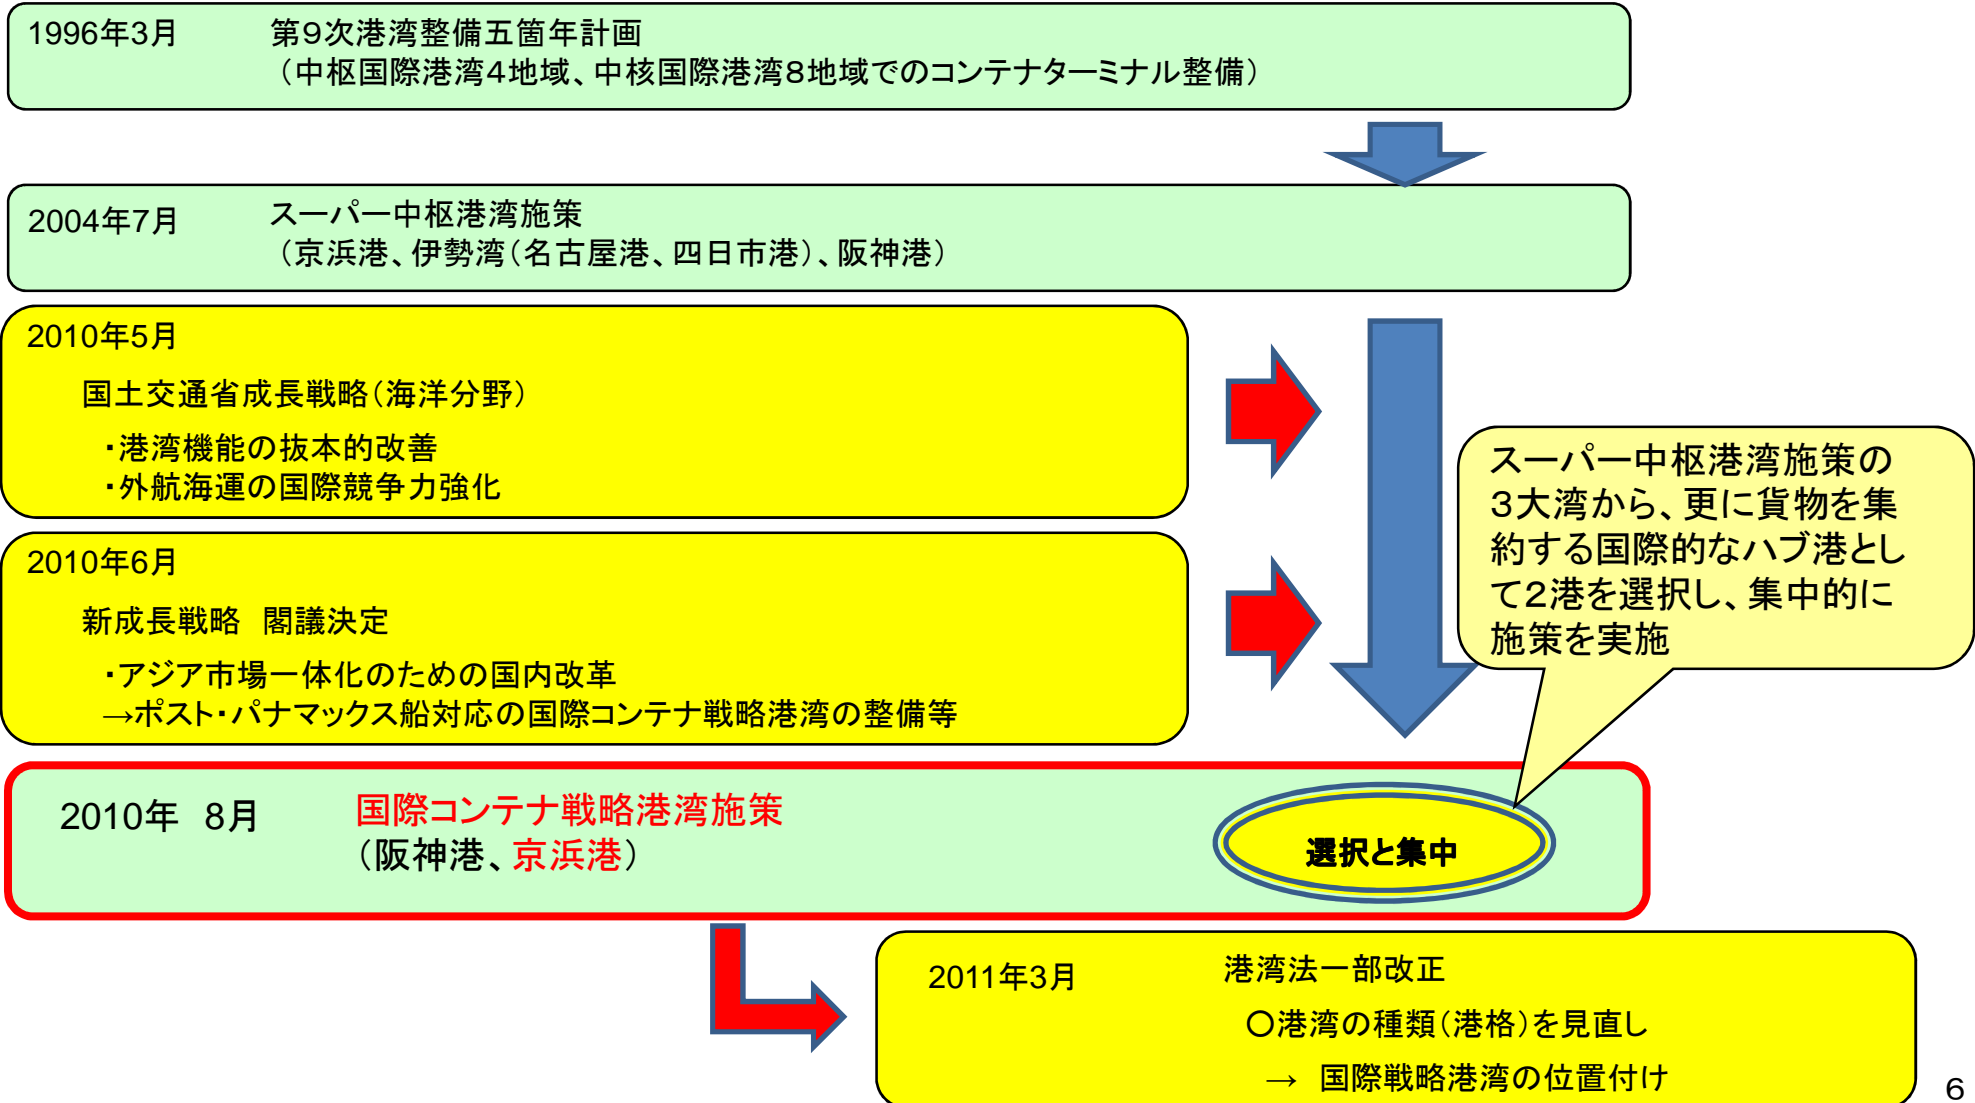 1996年3月 第9次港湾整備五箇年計画
（中枢国際港湾4地域、中核国際港湾8地域でのコンテナターミナル整備）
2004年7月 スーパー中枢港湾施策
（京浜港、伊勢湾（名古屋港、四日市港）、阪神港）
2010年5月
国土交通省成長戦略（海洋分野）
・港湾機能の抜本的改善
・外航海運の国際競争力強化
2010年6月
新成長戦略 閣議決定
・アジア市場一体化のための国内改革
→ポスト・パナマックス船対応の国際コンテナ戦略港湾の整備等
スーパー中枢港湾施策の
3大湾から、更に貨物を集
約する国際的なハブ港とし
て2港を選択し、集中的に
施策を実施
2010年 8月 国際コンテナ戦略港湾施策
（阪神港、京浜港）
選択と集中
2011年3月 港湾法一部改正
〇港湾の種類（港格）を見直し
→ 国際戦略港湾の位置付け
6